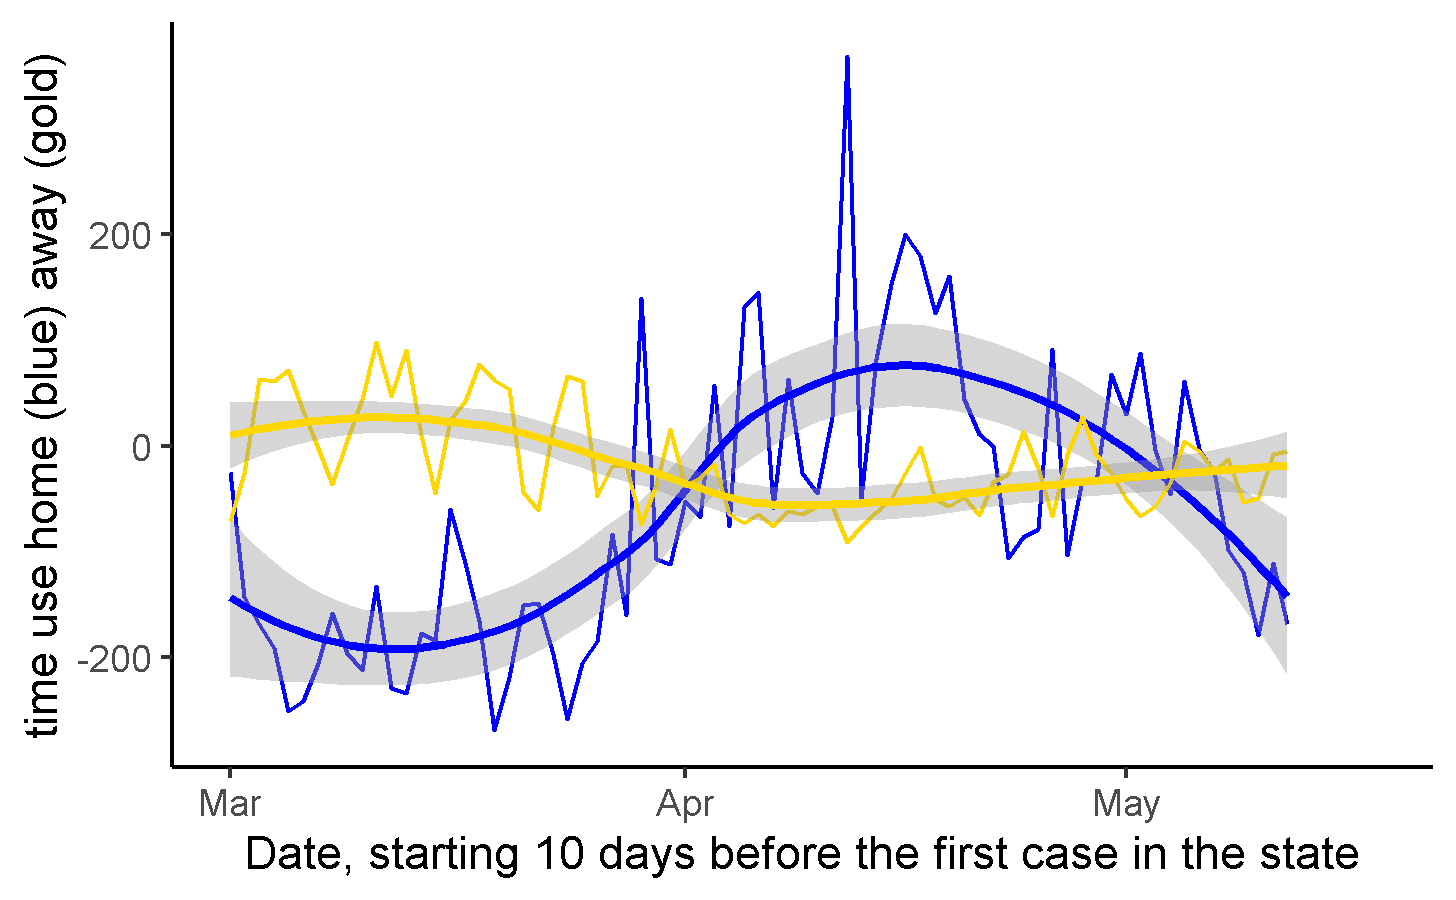 time use home (blue) away (gold)
200
0
-200
Mar
Apr
May
Date, starting 10 days before the first case in the state